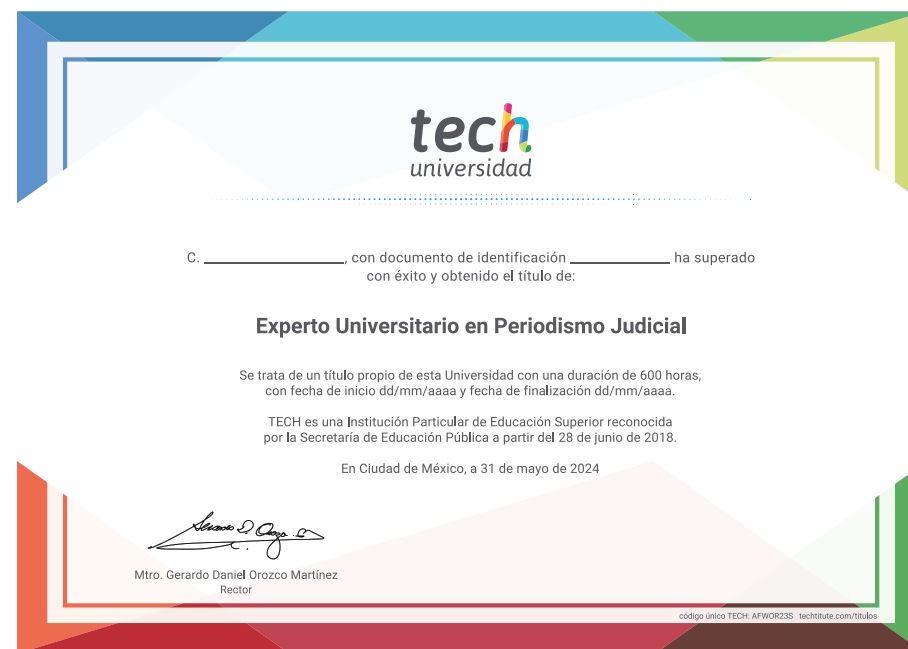 tech
universidad
C. ____________, con documento de identificación ____________ ha superado
con éxito y obtenido el título de:
Experto Universitario en Periodismo Judicial
Se trata de un título propio de esta Universidad con una duración de 600 horas,
con fecha de inicio dd/mm/aaaa y fecha de finalización dd/mm/aaaa.
TECH es una Institución Particular de Educación Superior reconocida
por la Secretaría de Educación Pública a partir del 28 de junio de 2018.
En Ciudad de México, a 31 de mayo de 2024
Mtro. Gerardo Daniel Orozco Martínez
Rector
código único TECH: AFWOR23S techtitute.com/titulos